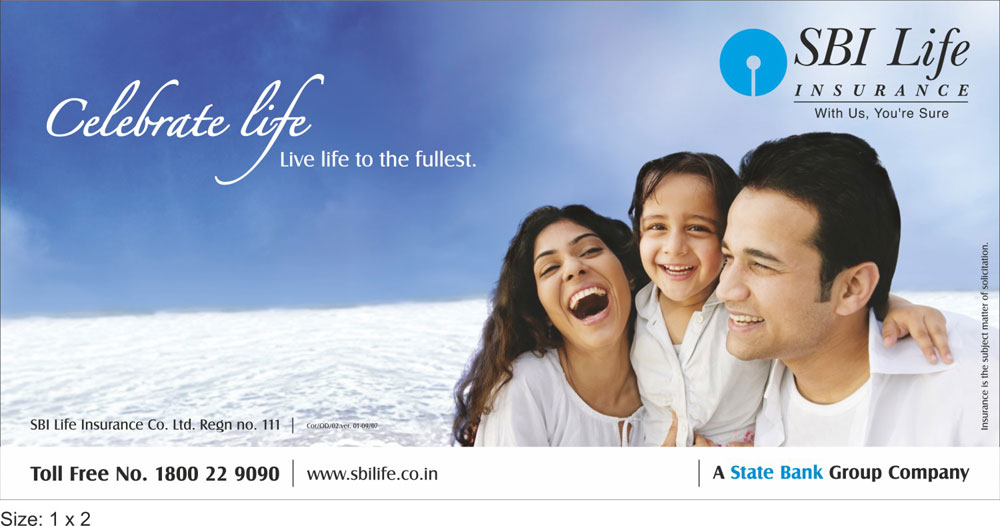 SBI Life
INSURANCE
With Us, You're Sure
Celebrate life
Live life to the fullest.
Insurance is the subject matter of solicitation.
SBI Life Insurance Co. Ltd. Regn no. 111
Toll Free No. 1800 22 9090
www.sbilife.co.in
A State Bank Group Company
Size: 1 x 2